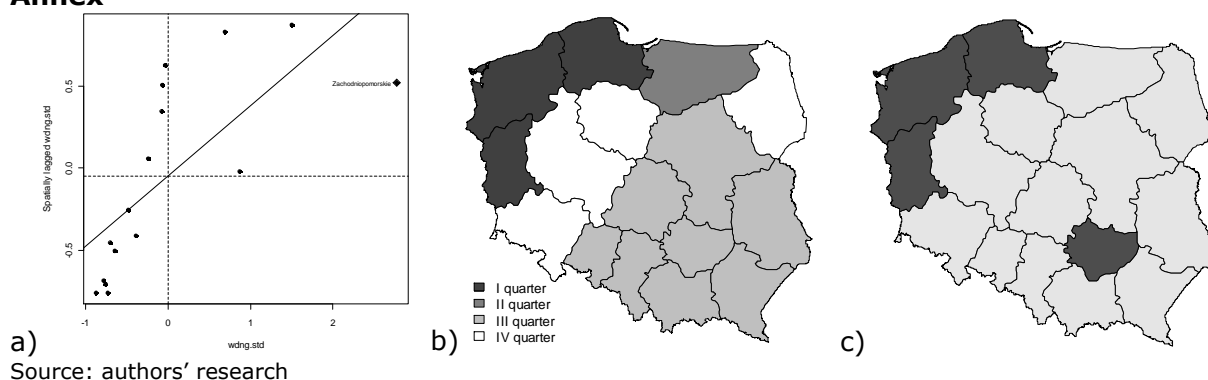 Annex
0.5
0.0
-0.5
Spatially lagged wdng.std
Zachodniopomorskie
-1
0
1
2
wdng.std
I quarter
II quarter
III quarter
IV quarter
a)
b)
c)
Source: authors’ research